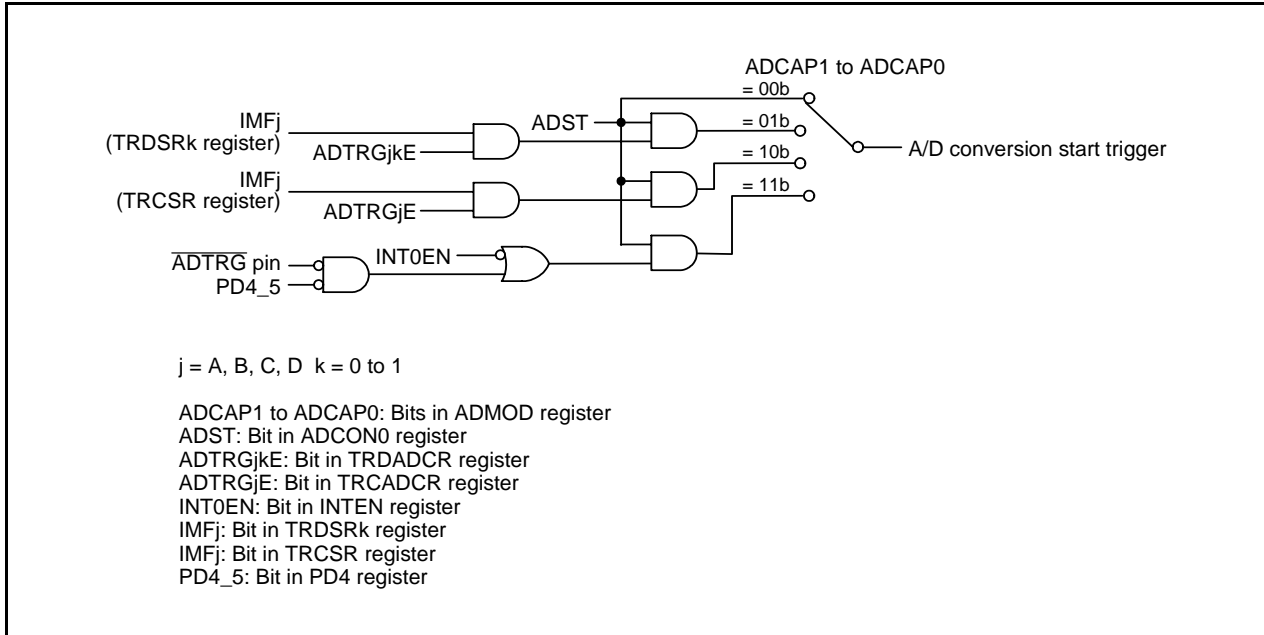 ADCAP1 to ADCAP0
= 00b
IMFj
(TRDSRk register)
ADTRGjkE
ADST
= 01b
A/D conversion start trigger
= 10b
IMFj
(TRCSR register)
ADTRGjE
= 11b
ADTRG pin
PD4_5
INT0EN
j = A, B, C, D k = 0 to 1
ADCAP1 to ADCAP0: Bits in ADMOD register
ADST: Bit in ADCON0 register
ADTRGjkE: Bit in TRDADCR register
ADTRGjE: Bit in TRCADCR register
INT0EN: Bit in INTEN register
IMFj: Bit in TRDSRk register
IMFj: Bit in TRCSR register
PD4_5: Bit in PD4 register